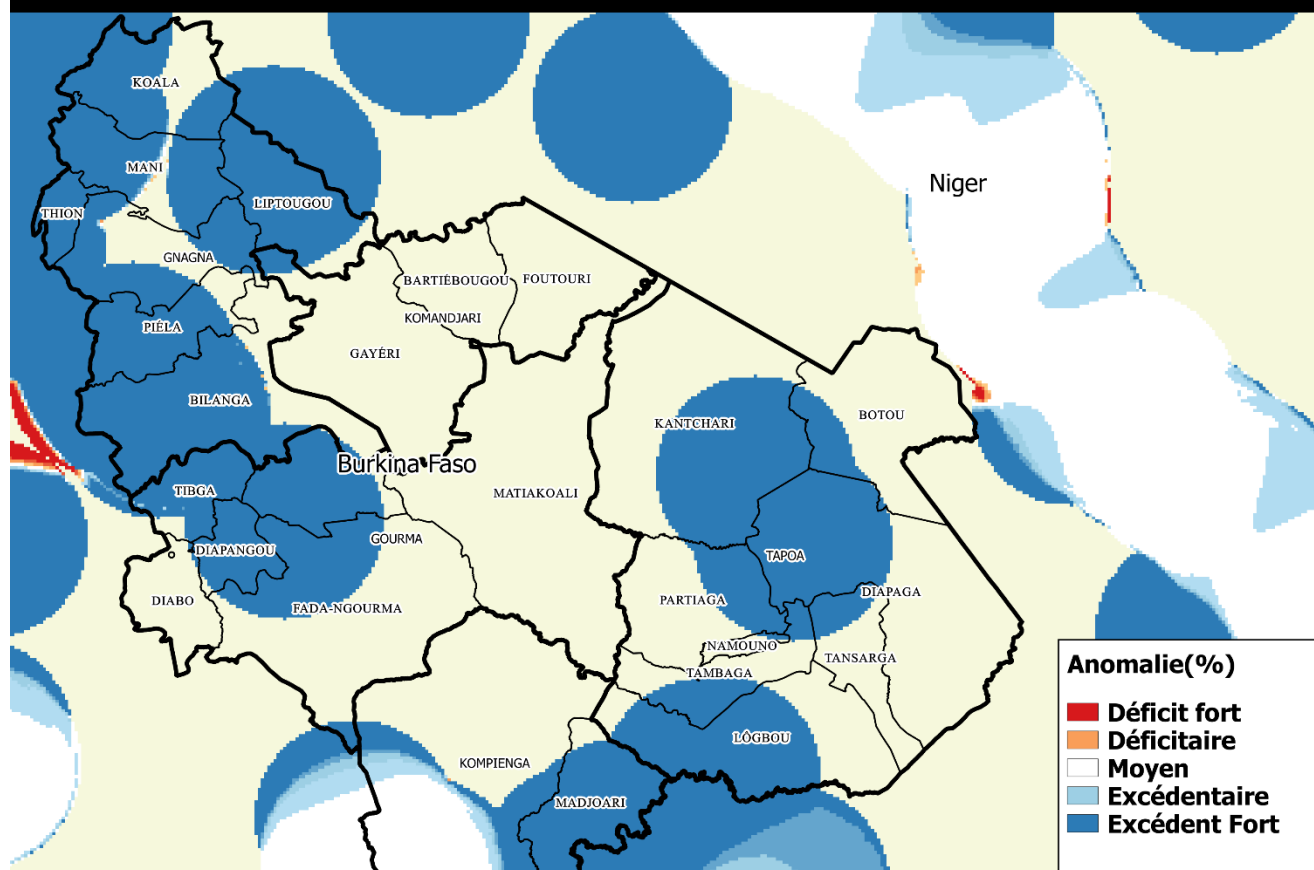 KOALA
MANI
LIPTOUGOU
THION
GNAGNA
Niger
BARTIÉBOUGOU
FOUTOURI
PIÉLA
KOMANDJARI
GAYÉRI
BILANGA
KANTCHARI
BOTOU
Burkina Faso
TIBGA
MATIAKOALI
DIAPANGOU
GOURMA
TAPOA
DIABO
FADA-NGOURMA
PARTIAGA
DIAPAGA
NAMOUNO
TAMBAGA
TANSARGA
LÔGBOU
KOMPIENGA
MADJOARI
Anomalie(%)
Déficit fort
Déficitaire
Moyen
Excédentaire
Excédent Fort